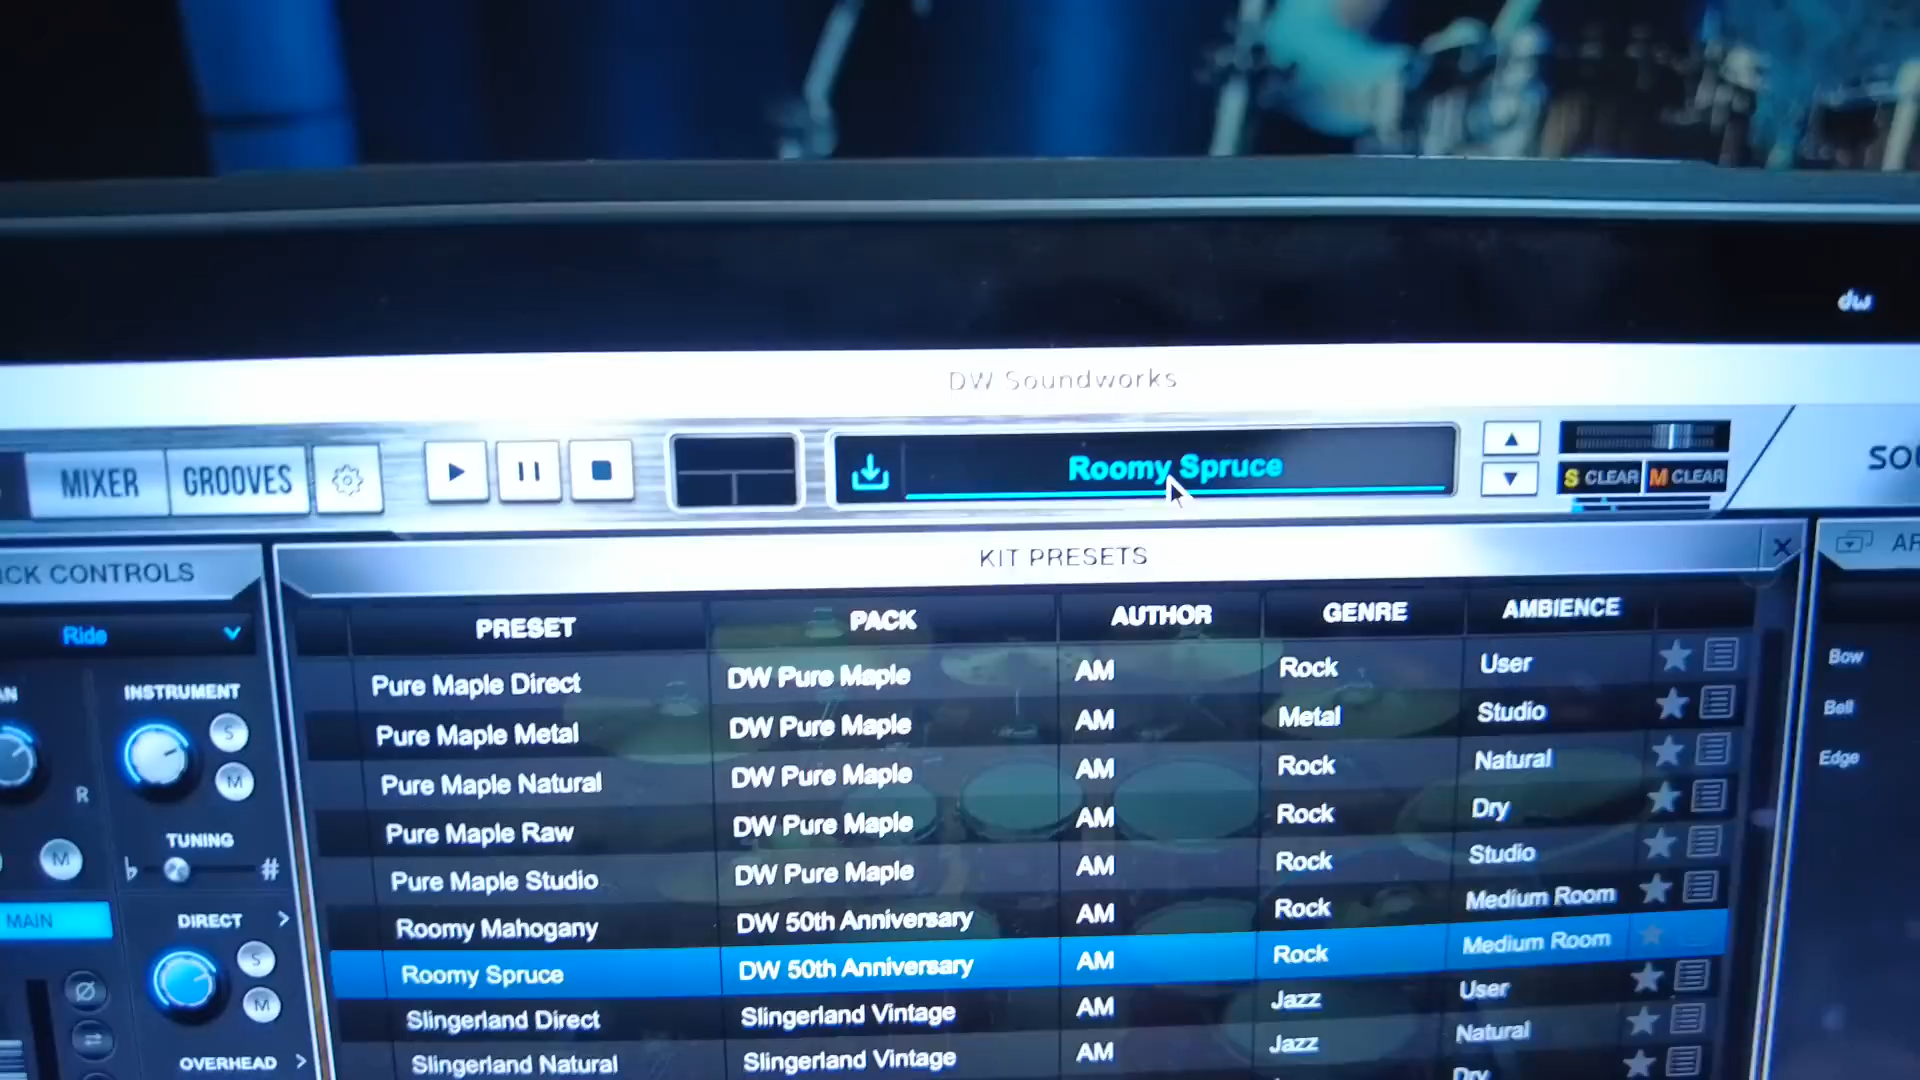 dw
DW Soundworks
MIXER GROOVES Roomy Spruce S CLEAR M CLEAR
KIT PRESETS
Ride
PRESET PACK AUTHOR GENRE AMBIENCE
Pure Maple Direct DW Pure Maple AM Rock User
Pure Maple Metal DW Pure Maple AM Metal Studio
Pure Maple Natural DW Pure Maple AM Rock Natural
Pure Maple Raw DW Pure Maple AM Rock Dry
Pure Maple Studio DW Pure Maple AM Rock Studio
Roomy Mahogany DW 50th Anniversary AM Rock Medium Room
Roomy Spruce DW 50th Anniversary AM Rock Medium Room
Slingerland Direct Slingerland Vintage AM Jazz User
Slingerland Natural Slingerland Vintage AM Jazz Natural
Dry
CONTROLS
INSTRUMENT
S
R M
TUNING
M ♭ #
MAIN DIRECT >
S
M
OVERHEAD >
Bow
Bell
Edge